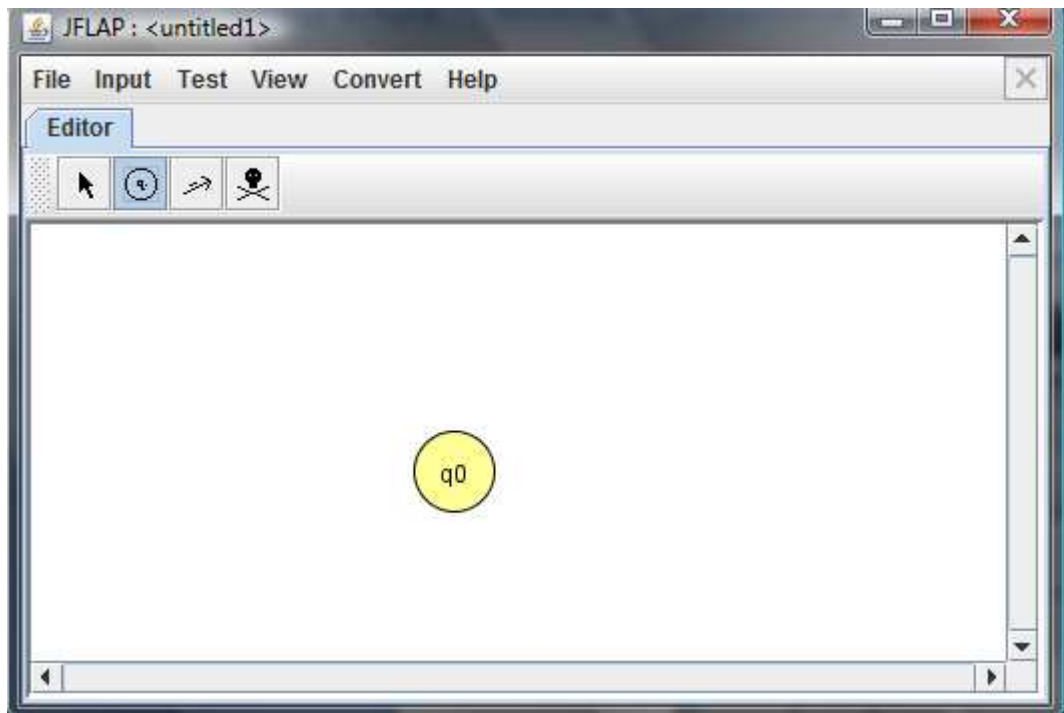 JFLAP : <untitled1>
File Input Test View Convert Help
Editor
q
q0